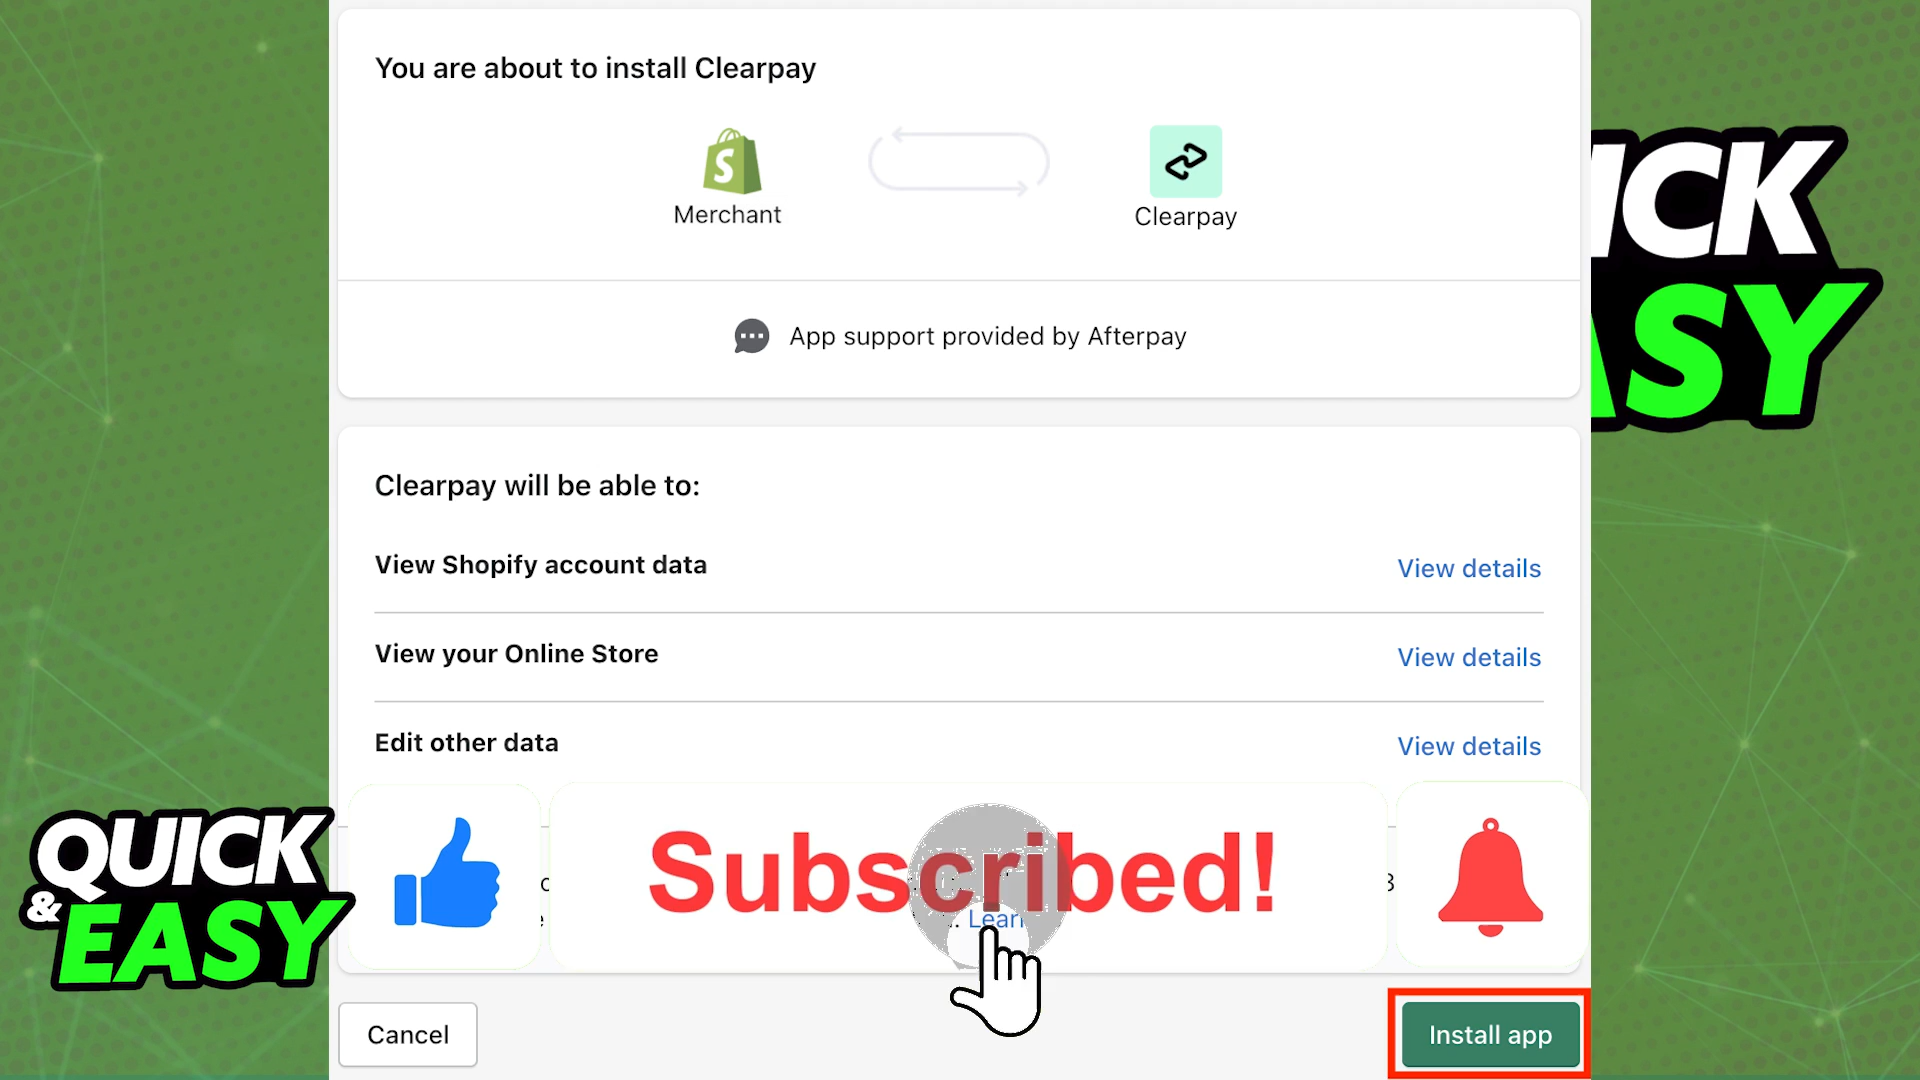 You are about to install Clearpay
Merchant
Clearpay
App support provided by Afterpay
Clearpay will be able to:
View Shopify account data
View details
View your Online Store
View details
Edit other data
View details
Subscribed!
Cancel
Install app
QUICK
& EASY
ICK
ASY